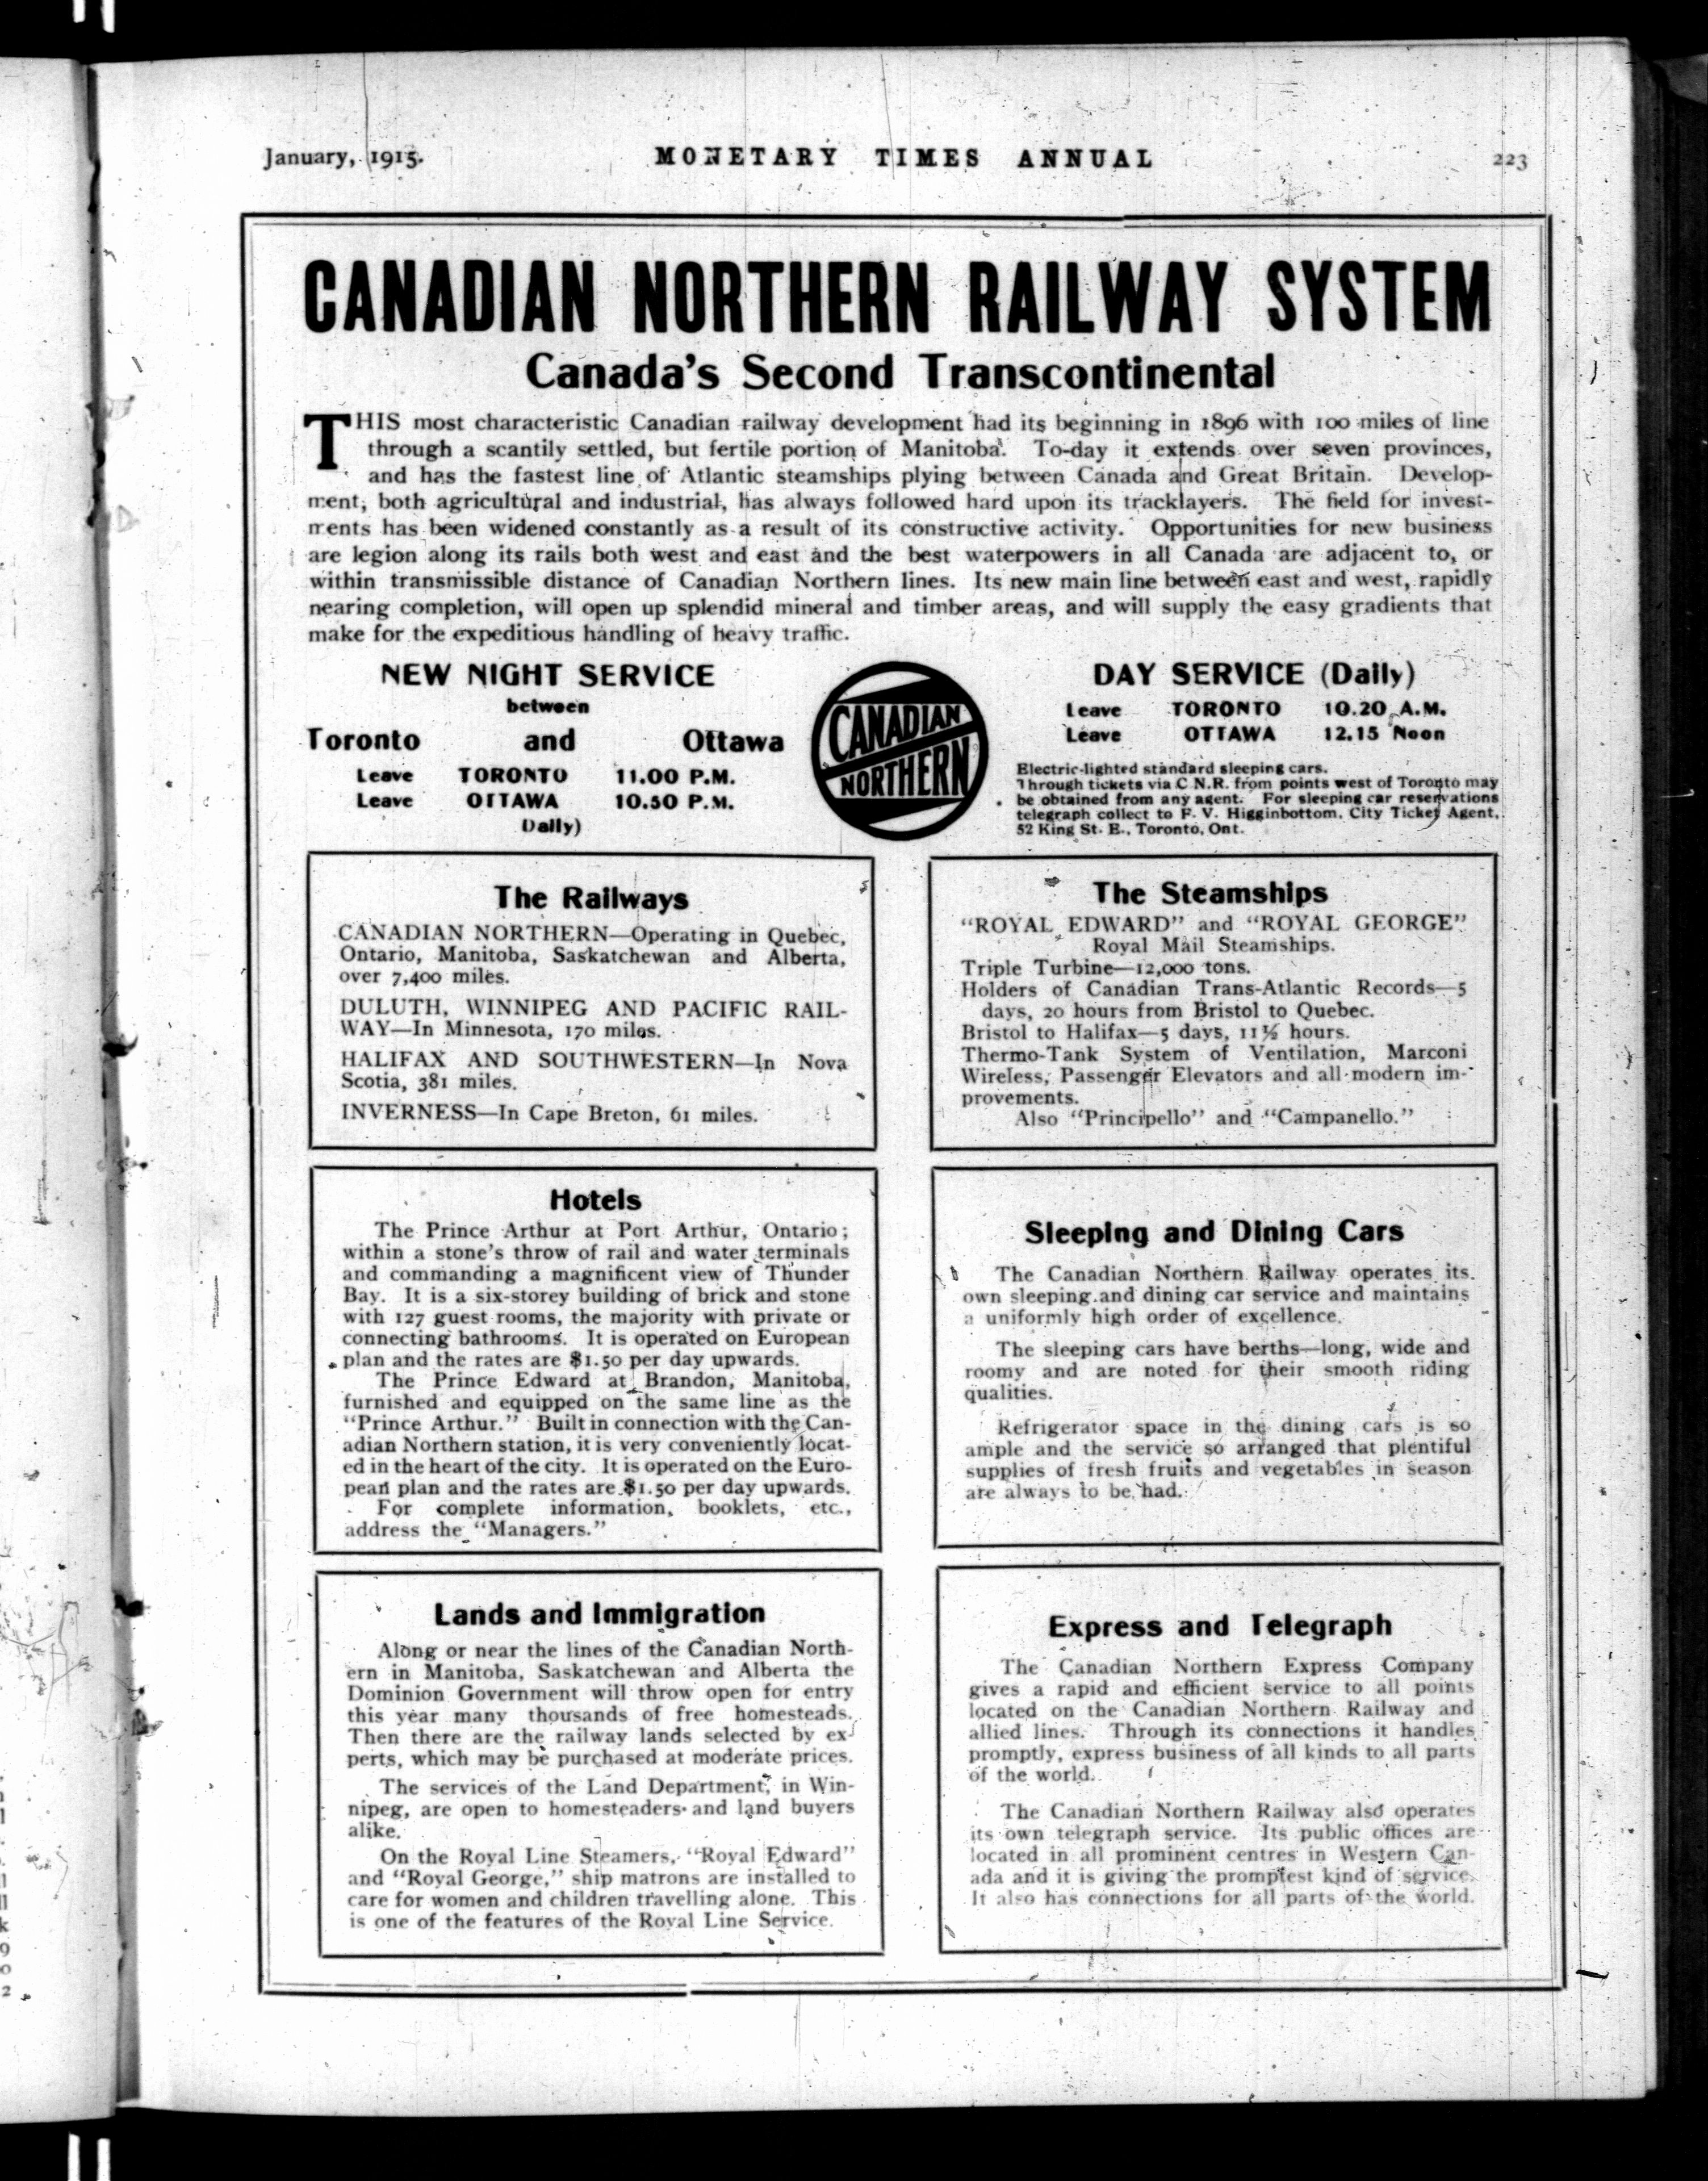 January, 1915.
MONETARY TIMES ANNUAL
223
CANADIAN NORTHERN RAILWAY SYSTEM
Canada's Second Transcontinental
THIS most characteristic Canadian railway development had its beginning in 1896 with 100 miles of line
through a scantily settled, but fertile portion of Manitoba. To-day it extends over seven provinces,
and has the fastest line of Atlantic steamships plying between Canada and Great Britain. Develop-
ment, both agricultural and industrial, has always followed hard upon its tracklayers. The field for invest-
ments has been widened constantly as a result of its constructive activity. Opportunities for new business
are legion along its rails both west and east and the best waterpowers in all Canada are adjacent to, or
within transmissible distance of Canadian Northern lines. Its new main line between east and west, rapidly
nearing completion, will open up splendid mineral and timber areas, and will supply the easy gradients that
make for the expeditious handling of heavy traffic.
NEW NIGHT SERVICE
between
Toronto and Ottawa
Leave TORONTO 11.00 P.M.
Leave OTTAWA 10.50 P.M.
Daily)
CANADIAN
NORTHERN
DAY SERVICE (Daily)
Leave TORONTO 10.20 A.M.
Leave OTTAWA 12.15 Noon
Electric-lighted standard sleeping cars.
Through tickets via C.N.R. from points west of Toronto may
be obtained from any agent. For sleeping car reservations
telegraph collect to F. V. Higginbottom, City Ticket Agent,
52 King St. E., Toronto, Ont.
The Railways
CANADIAN NORTHERN—Operating in Quebec,
Ontario, Manitoba, Saskatchewan and Alberta,
over 7,400 miles.
DULUTH, WINNIPEG AND PACIFIC RAIL-
WAY—In Minnesota, 170 miles.
HALIFAX AND SOUTHWESTERN—In Nova
Scotia, 381 miles.
INVERNESS—In Cape Breton, 61 miles.
The Steamships
"ROYAL EDWARD" and "ROYAL GEORGE"
Royal Mail Steamships.
Triple Turbine—12,000 tons.
Holders of Canadian Trans-Atlantic Records—5
days, 20 hours from Bristol to Quebec.
Bristol to Halifax—5 days, 11½ hours.
Thermo-Tank System of Ventilation, Marconi
Wireless, Passenger Elevators and all modern im-
provements.
Also "Principello" and "Campanello."
Hotels
The Prince Arthur at Port Arthur, Ontario;
within a stone's throw of rail and water terminals
and commanding a magnificent view of Thunder
Bay. It is a six-storey building of brick and stone
with 127 guest rooms, the majority with private or
connecting bathrooms. It is operated on European
plan and the rates are $1.50 per day upwards.
The Prince Edward at Brandon, Manitoba,
furnished and equipped on the same line as the
"Prince Arthur." Built in connection with the Can-
adian Northern station, it is very conveniently locat-
ed in the heart of the city. It is operated on the Euro-
pean plan and the rates are $1.50 per day upwards.
For complete information, booklets, etc.,
address the "Managers."
Sleeping and Dining Cars
The Canadian Northern Railway operates its
own sleeping and dining car service and maintains
a uniformly high order of excellence.
The sleeping cars have berths—long, wide and
roomy and are noted for their smooth riding
qualities.
Refrigerator space in the dining cars is so
ample and the service so arranged that plentiful
supplies of fresh fruits and vegetables in season
are always to be had.
Lands and Immigration
Along or near the lines of the Canadian North-
ern in Manitoba, Saskatchewan and Alberta the
Dominion Government will throw open for entry
this year many thousands of free homesteads.
Then there are the railway lands selected by ex-
perts, which may be purchased at moderate prices.
The services of the Land Department, in Win-
nipeg, are open to homesteaders and land buyers
alike.
On the Royal Line Steamers, "Royal Edward"
and "Royal George," ship matrons are installed to
care for women and children travelling alone. This
is one of the features of the Royal Line Service.
Express and Telegraph
The Canadian Northern Express Company
gives a rapid and efficient service to all points
located on the Canadian Northern Railway and
allied lines. Through its connections it handles
promptly, express business of all kinds to all parts
of the world.
The Canadian Northern Railway also operates
its own telegraph service. Its public offices are
located in all prominent centres in Western Can-
ada and it is giving the promptest kind of service.
It also has connections for all parts of the world.